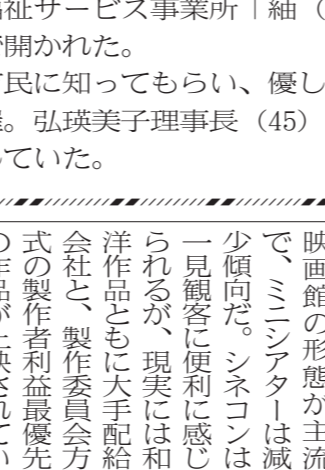 福祉サービス事業所「紬（
で開かれた。
民に知ってもらい、優し
。弘瑛美子理事長（45）
ていた。
映画館の形態が主流
で、ミニシアターは減
少傾向だ。シネコンは
一見観客に便利に感じ
られるが、現実には和
洋作品ともに大手配給
会社と、製作委員会方
式の製作者利益最優先
の作品が上映されてい